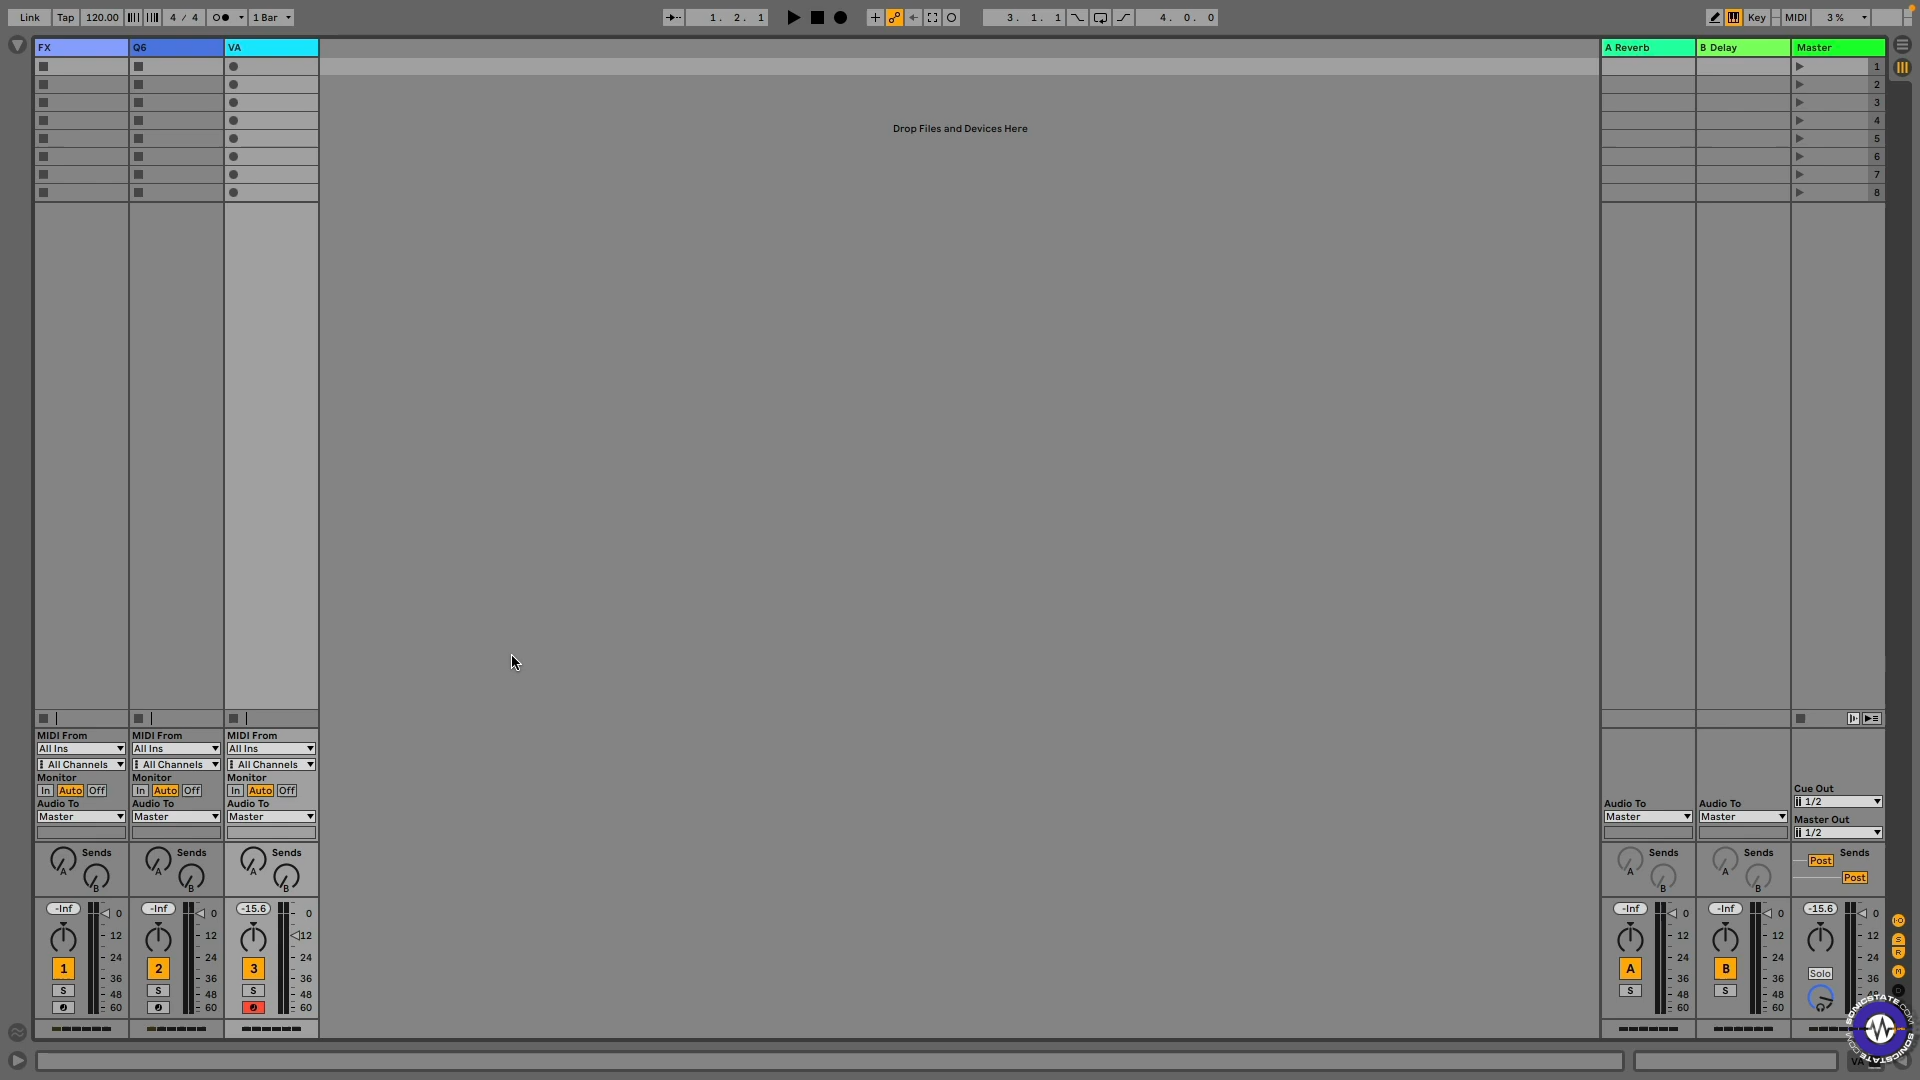 Link Tap 120.00 4 / 4 1 Bar 1. 2. 1 3. 1. 1 4. 0. 0 Key MIDI 3 %
FX Q6 VA A Reverb B Delay Master
1
2
3
Drop Files and Devices Here
4
5
6
7
8
MIDI From MIDI From MIDI From
All Ins All Ins All Ins
All Channels All Channels All Channels
Monitor Monitor Monitor
In Auto Off In Auto Off In Auto Off Cue Out
Audio To Audio To Audio To Audio To Audio To 1/2
Master Master Master Master Master Master Out
1/2
Sends Sends Sends Sends Sends Post Sends
A B A B A B A B A B Post
-Inf 0 -Inf 0 -15.6 0 -Inf 0 -Inf 0 -15.6 0
12 12 12 12 12 12
24 24 24 24 24 24
1 2 3 A B Solo
36 36 36 36 36 36
S S S S S
48 48 48 48 48 48
60 60 60 60 60
I·O
S
R
M
D
SONICSTATE.COM SONICSTATE.COM
VA